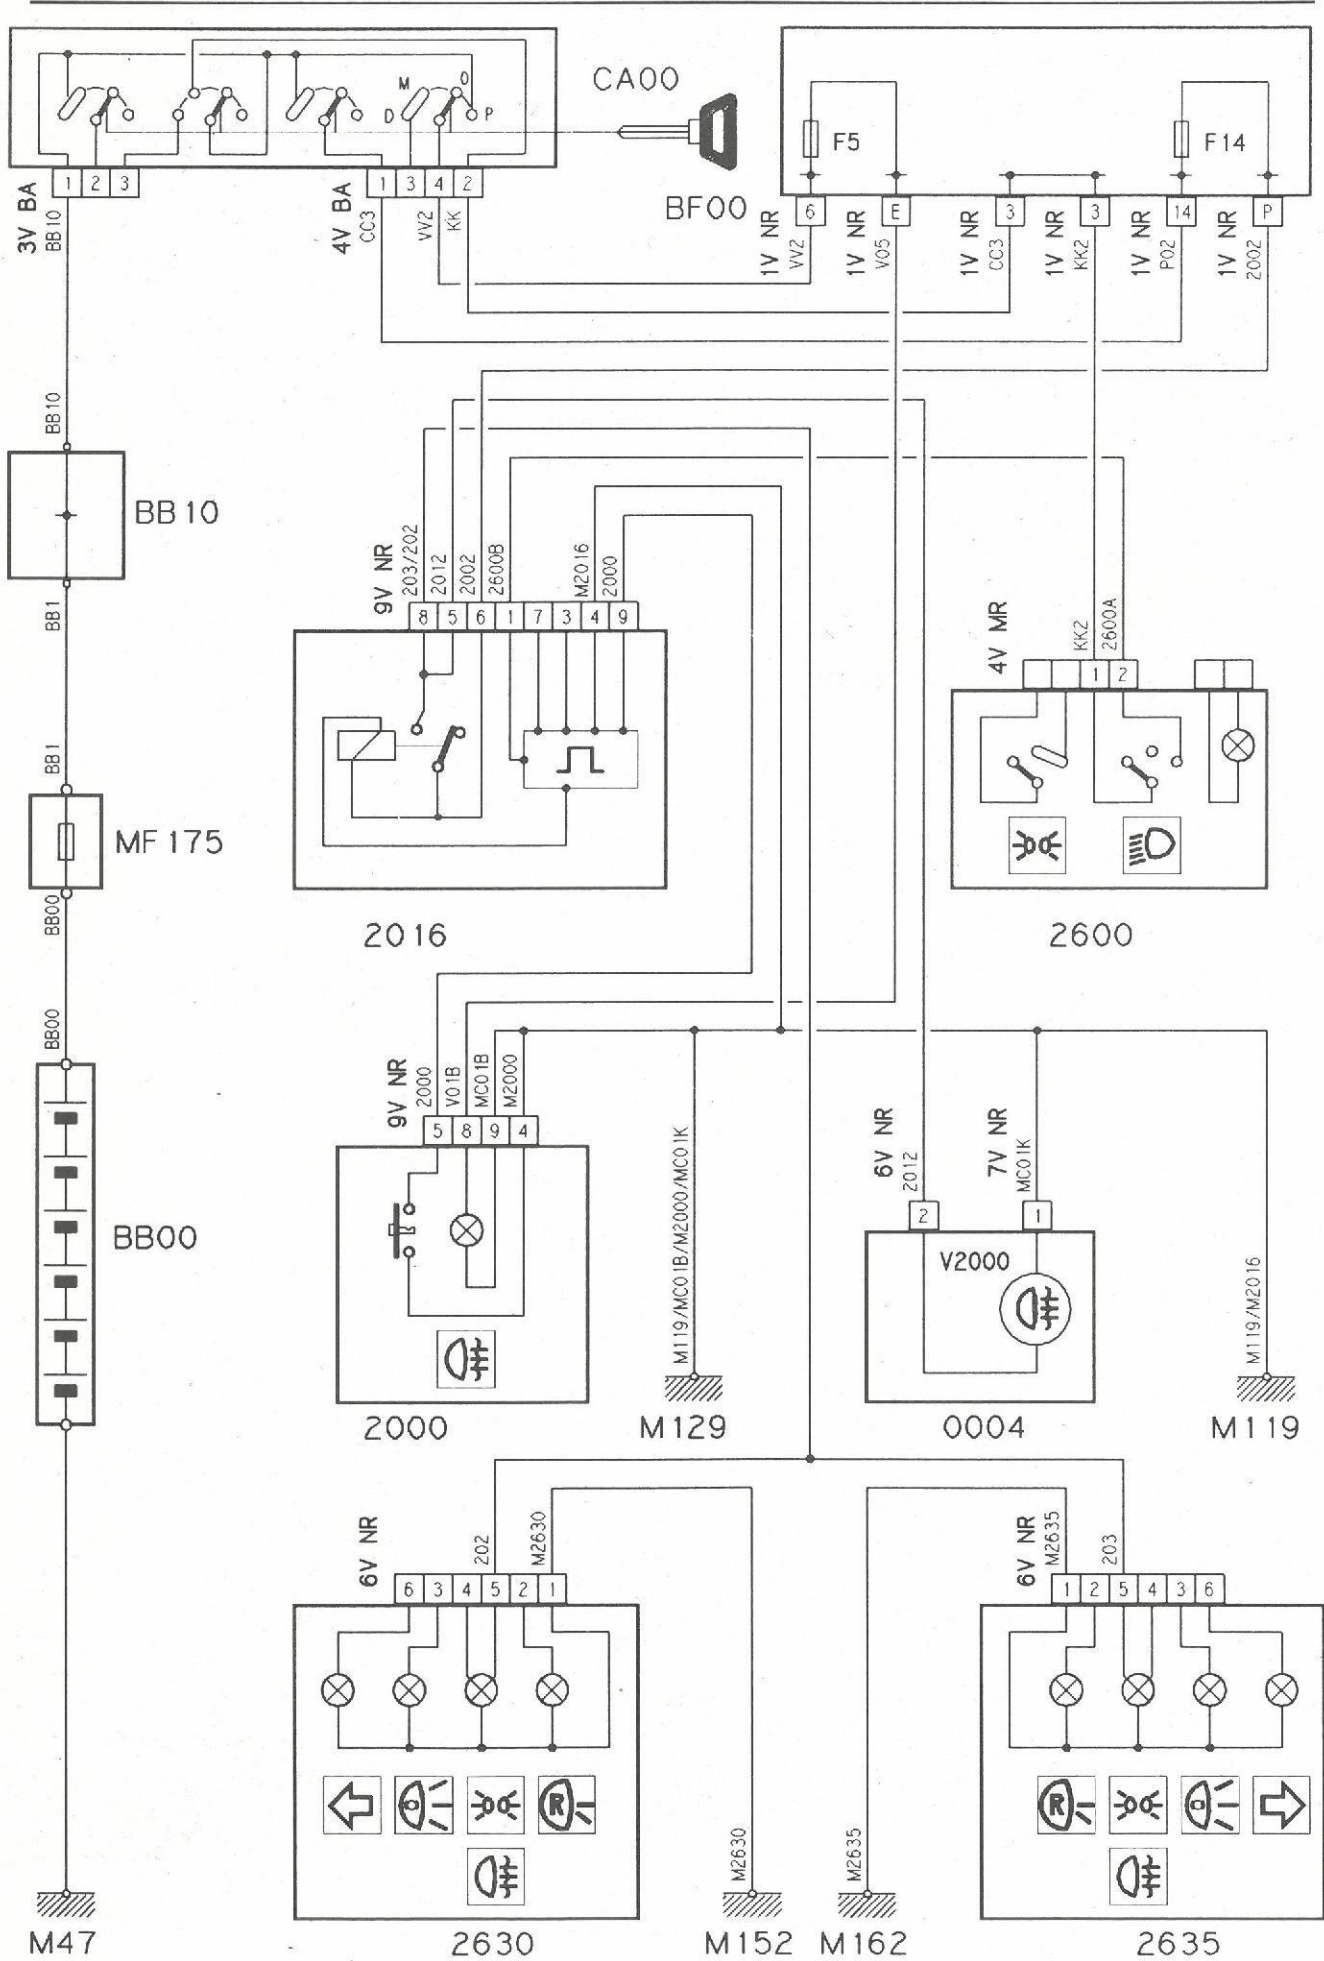 M O
D P
CA00
1 2 3
1 3 4 2
3V BA
BB10
4V BA
CC3
VV2
KK
F5
F14
BF00
6 E 3 3 14 P
1V NR
VV2
1V NR
V05
1V NR
CC3
1V NR
KK2
1V NR
P02
1V NR
2002
BB10
BB10
BB1
BB1
MF175
BB00
BB00
BB00
9V NR
203/202
2012
2002
2600B
M2016
2000
8 5 6 1 7 3 4 9
2016
4V MR
KK2
2600A
1 2
2600
9V NR
2000
V01B
MC01B
M2000
5 8 9 4
2000
M119/MC01B/M2000/MC01K
M129
6V NR
2012
7V NR
MC01K
2 1
V2000
0004
M119/M2016
M119
6V NR
202
M2630
6 3 4 5 2 1
R
2630
M2630
M152
M2635
M162
6V NR
M2635
203
1 2 5 4 3 6
R
2635
M47